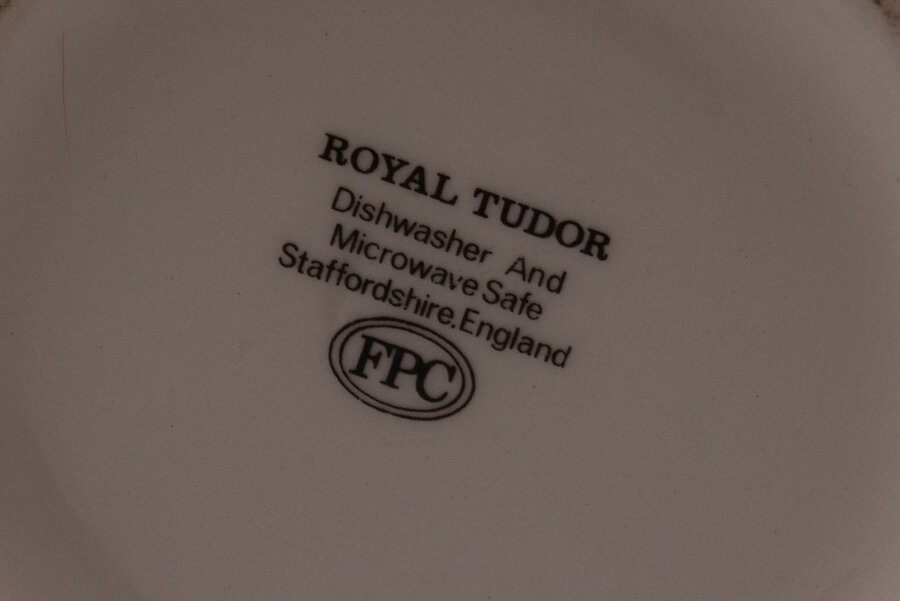 ROYAL TUDOR
Dishwasher And
Microwave Safe
Staffordshire.England
FPC